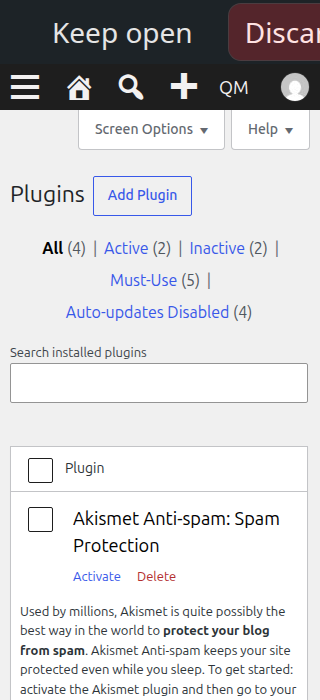 Keep open
QM
Screen Options ▼
Help ▼
Plugins
Add Plugin
All (4) | Active (2) | Inactive (2) |
Must-Use (5) |
Auto-updates Disabled (4)
Search installed plugins
Plugin
Akismet Anti-spam: Spam
Protection
Activate Delete
Used by millions, Akismet is quite possibly the
best way in the world to protect your blog
from spam. Akismet Anti-spam keeps your site
protected even while you sleep. To get started:
activate the Akismet plugin and then go to your